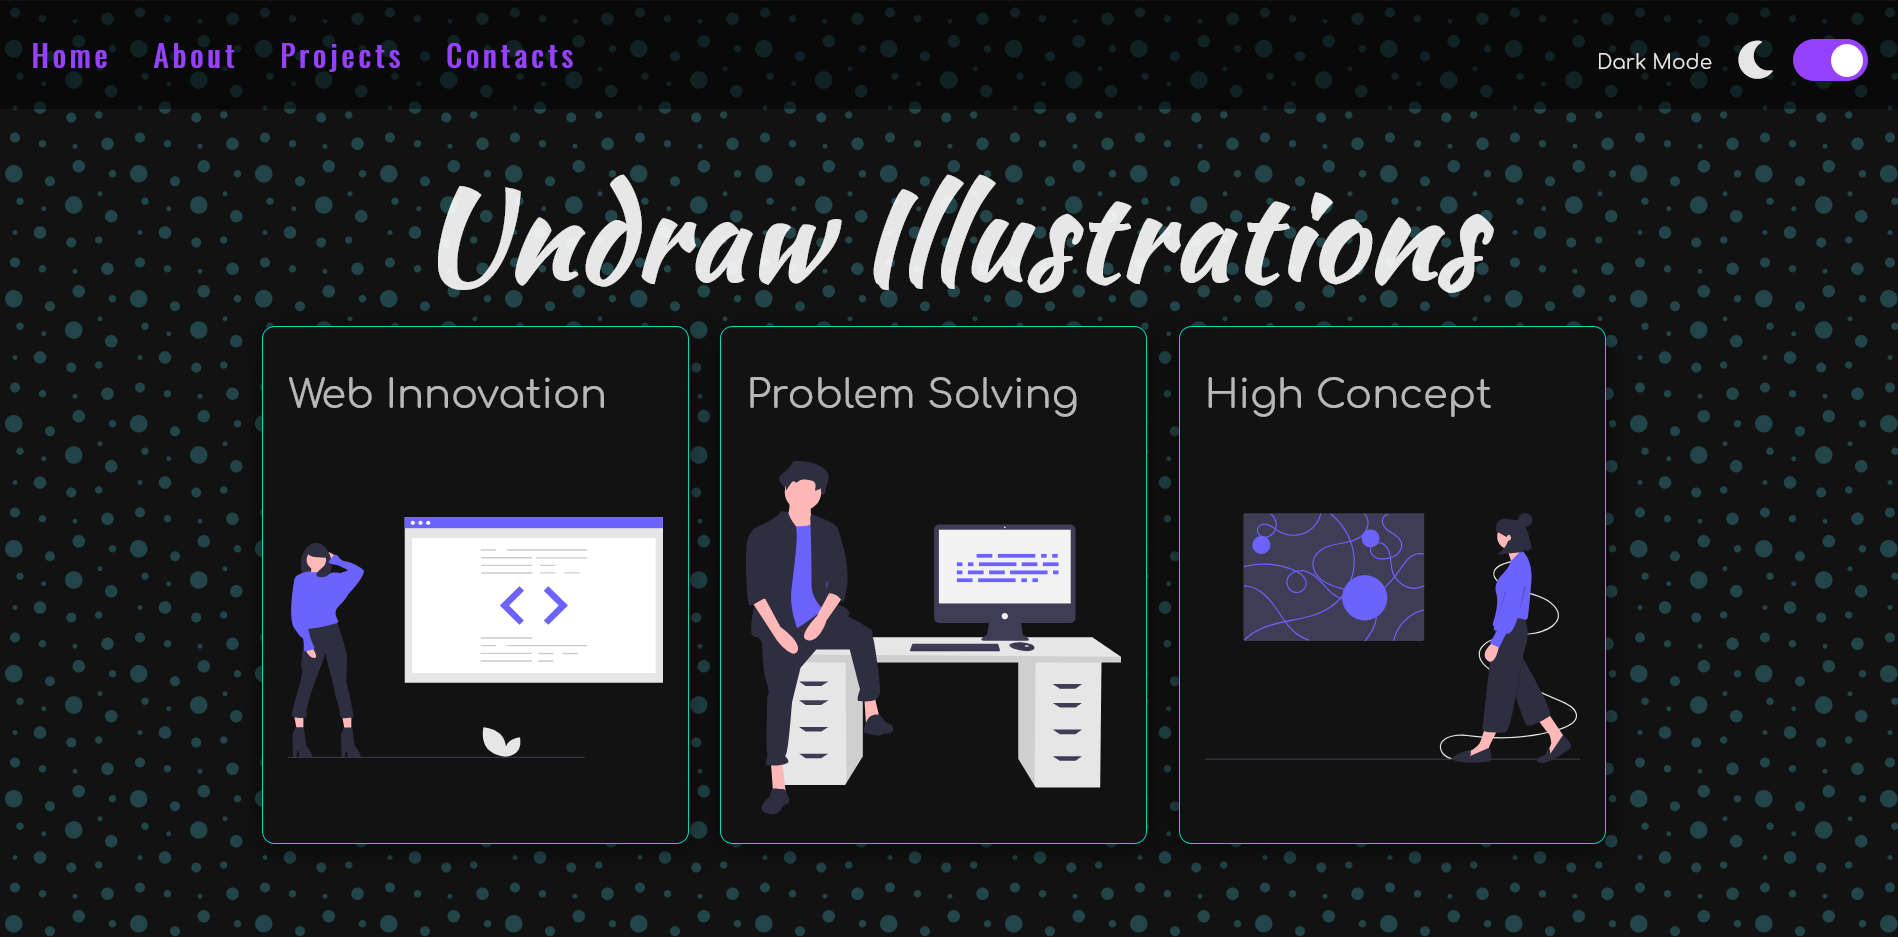 Home About Projects Contacts Dark Mode
Undraw Illustrations
Web Innovation
Problem Solving
High Concept